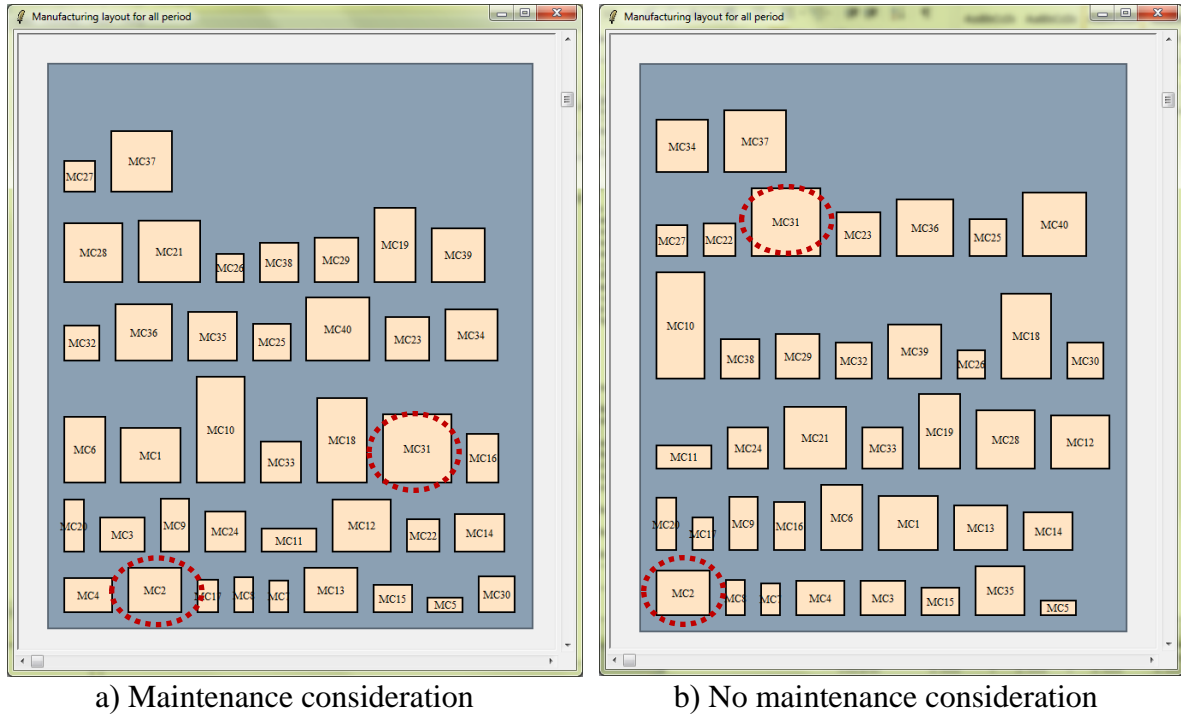 Manufacturing layout for all period
MC27 MC37
MC28 MC21 MC26 MC38 MC29 MC19 MC39
MC32 MC36 MC35 MC25 MC40 MC23 MC34
MC6 MC1 MC10 MC33 MC18 MC31 MC16
MC20 MC3 MC9 MC24 MC11 MC12 MC22 MC14
MC4 MC2 MC17 MC8 MC7 MC13 MC15 MC5 MC30
a) Maintenance consideration
Manufacturing layout for all period
MC34 MC37
MC27 MC22 MC31 MC23 MC36 MC25 MC40
MC10 MC38 MC29 MC32 MC39 MC26 MC18 MC30
MC11 MC24 MC21 MC33 MC19 MC28 MC12
MC20 MC17 MC9 MC16 MC6 MC1 MC13 MC14
MC2 MC8 MC7 MC4 MC3 MC15 MC35 MC5
b) No maintenance consideration